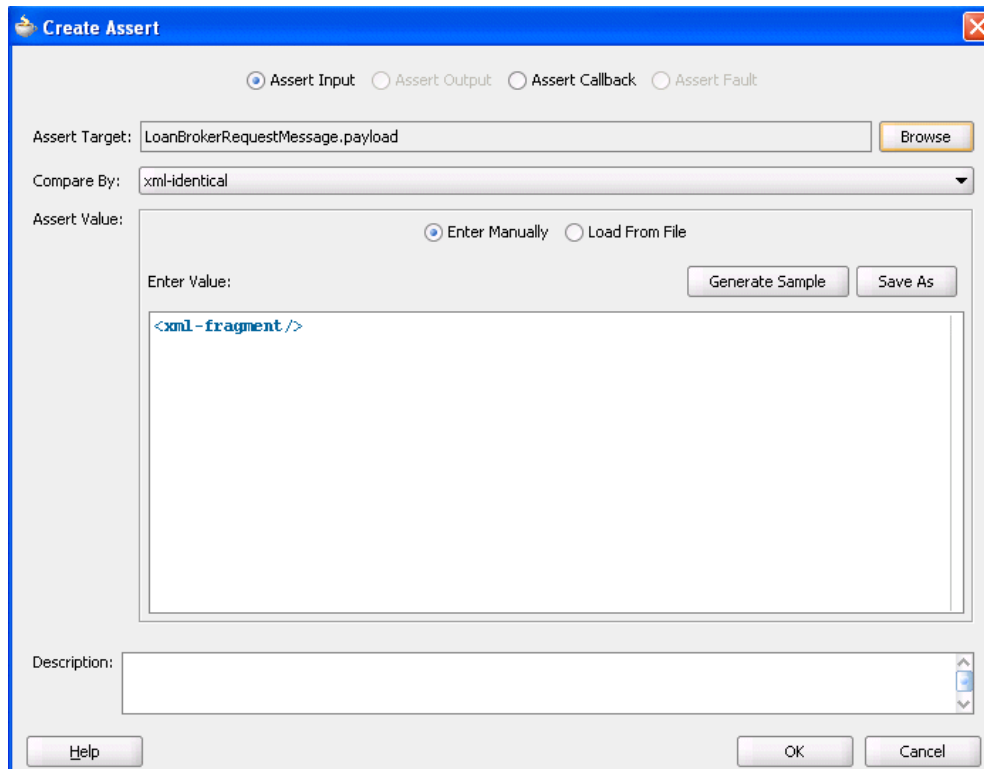 Create Assert
Assert Input Assert Output Assert Callback Assert Fault
Assert Target: LoanBrokerRequestMessage.payload Browse
Compare By: xml-identical
Assert Value:
Enter Manually Load From File
Enter Value: Generate Sample Save As
<xml-fragment/>
Description:
Help OK Cancel